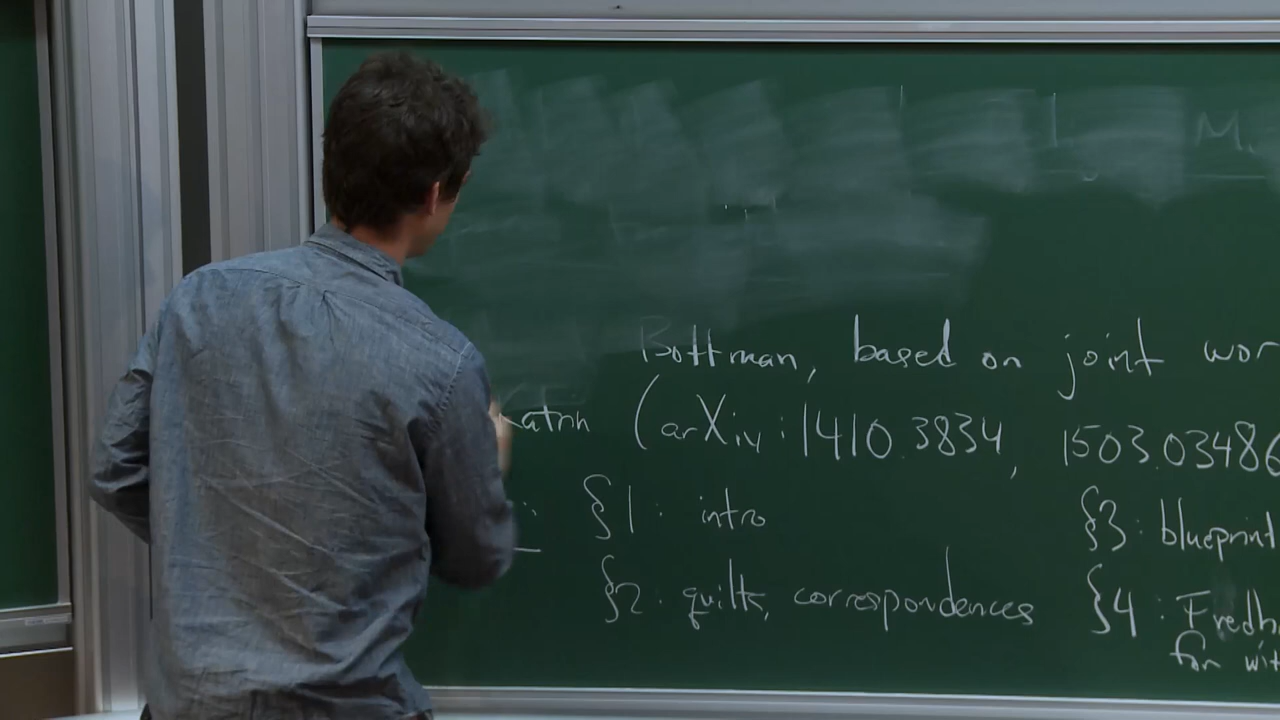 M
Bottman, based on joint wor
(arXiv:1410.3834, 1503.03486
§1: intro
§2: quilts, correspondences
§3: blueprint
§4: Fredh
for wit